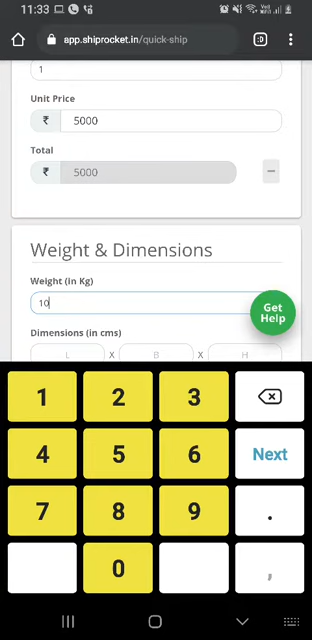 11:33
app.shiprocket.in/quick-ship
:D
1
Unit Price
₹ 5000
Total
₹ 5000
Weight & Dimensions
Weight (in Kg)
10
Get
Help
Dimensions (in cms)
L X B X H
1 2 3
4 5 6 Next
7 8 9 .
0 ,